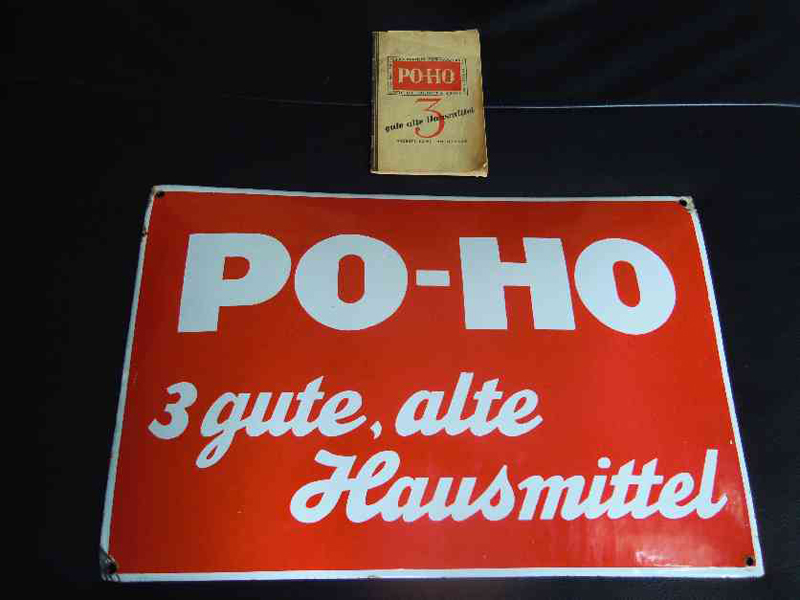 PO-HO
3
gute alte Hausmittel
PO-HO
3 gute, alte
Hausmittel